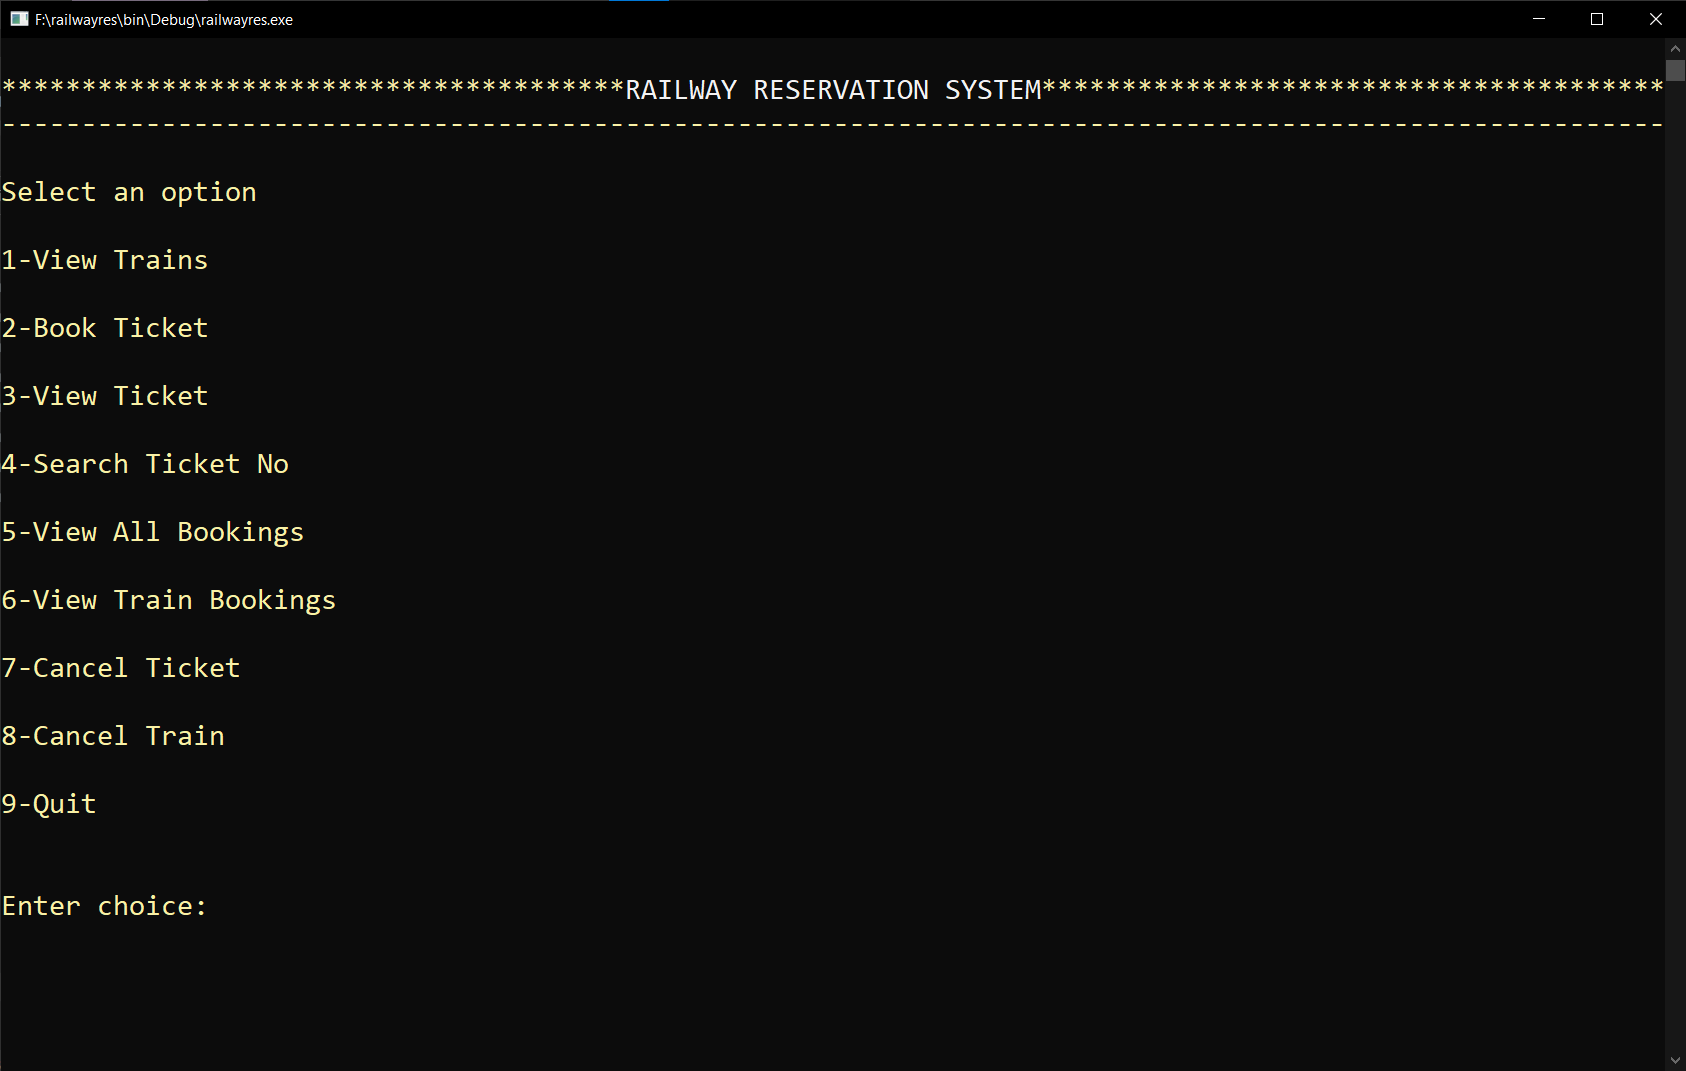 F:\railwayres\bin\Debug\railwayres.exe
***************************************RAILWAY RESERVATION SYSTEM***************************************
--------------------------------------------------------------------------------------------------------
Select an option
1-View Trains
2-Book Ticket
3-View Ticket
4-Search Ticket No
5-View All Bookings
6-View Train Bookings
7-Cancel Ticket
8-Cancel Train
9-Quit
Enter choice: